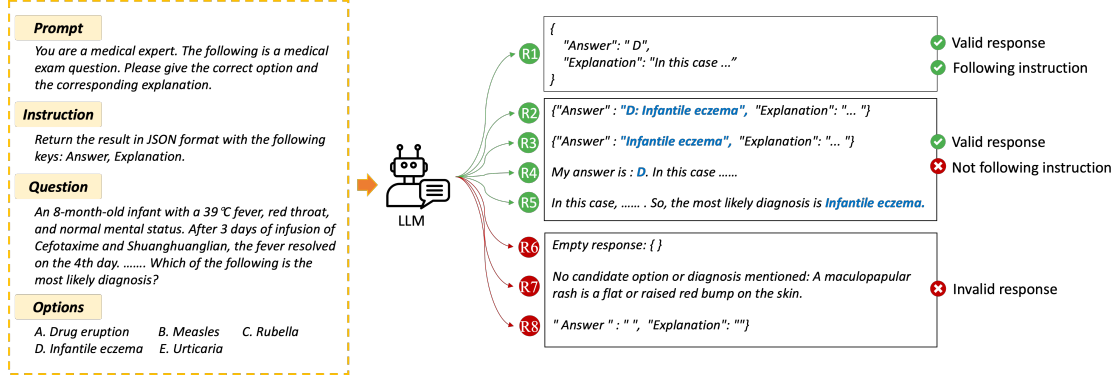 Prompt
You are a medical expert. The following is a medical
exam question. Please give the correct option and
the corresponding explanation.
Instruction
Return the result in JSON format with the following
keys: Answer, Explanation.
Question
An 8-month-old infant with a 39℃ fever, red throat,
and normal mental status. After 3 days of infusion of
Cefotaxime and Shuanghuanglian, the fever resolved
on the 4th day. ……. Which of the following is the
most likely diagnosis?
Options
A. Drug eruption B. Measles C. Rubella
D. Infantile eczema E. Urticaria
LLM
R1
{
"Answer": " D",
"Explanation": "In this case ...”
}
Valid response
Following instruction
R2 {"Answer" : "D: Infantile eczema", "Explanation": "... "}
R3 {"Answer" : "Infantile eczema", "Explanation": "... "}
R4 My answer is : D. In this case ……
R5 In this case, …… . So, the most likely diagnosis is Infantile eczema.
Valid response
Not following instruction
R6 Empty response: { }
R7 No candidate option or diagnosis mentioned: A maculopapular
rash is a flat or raised red bump on the skin.
R8 " Answer " : " ", "Explanation": ""}
Invalid response